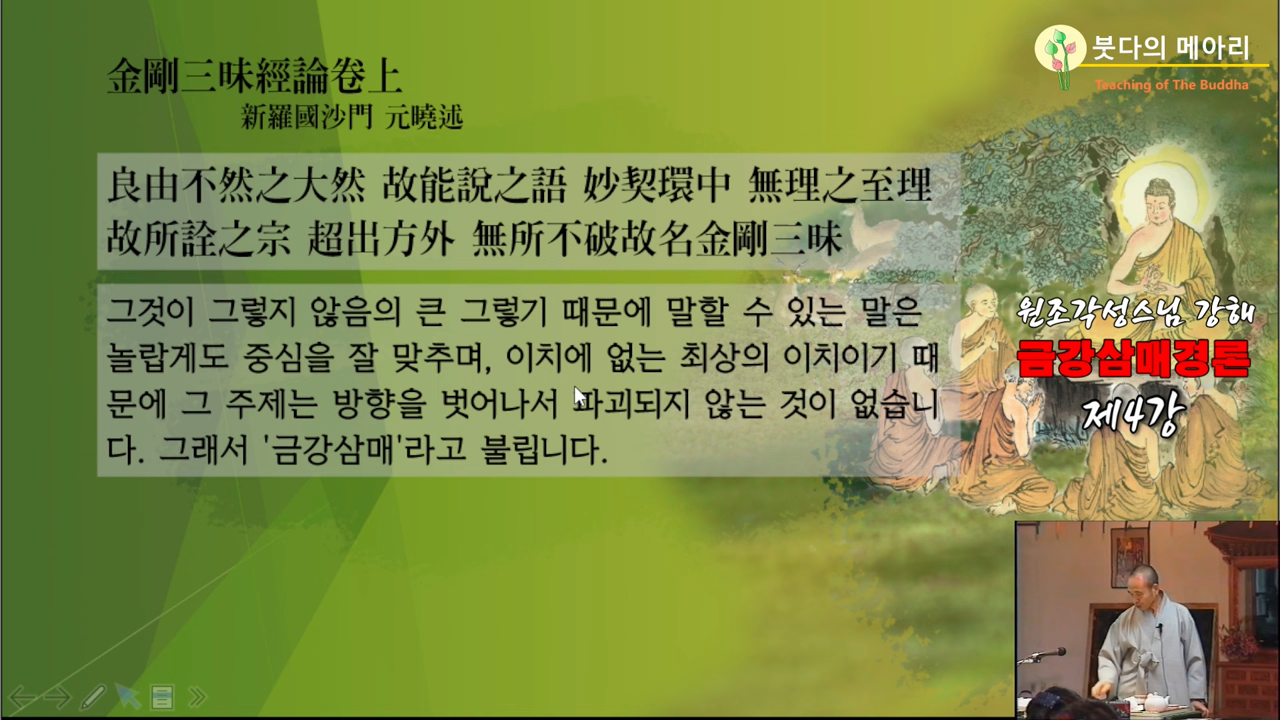 金剛三昧經論卷上
新羅國沙門 元曉述
良由不然之大然 故能說之語 妙契環中 無理之至理
故所詮之宗 超出方外 無所不破故名金剛三昧
그것이 그렇지 않음의 큰 그렇기 때문에 말할 수 있는 말은
놀랍게도 중심을 잘 맞추며, 이치에 없는 최상의 이치이기 때
문에 그 주제는 방향을 벗어나서 파괴되지 않는 것이 없습니
다. 그래서 '금강삼매'라고 불립니다.
붓다의 메아리
Teaching of The Buddha
원조각성스님 강해
금강삼매경론
제4강